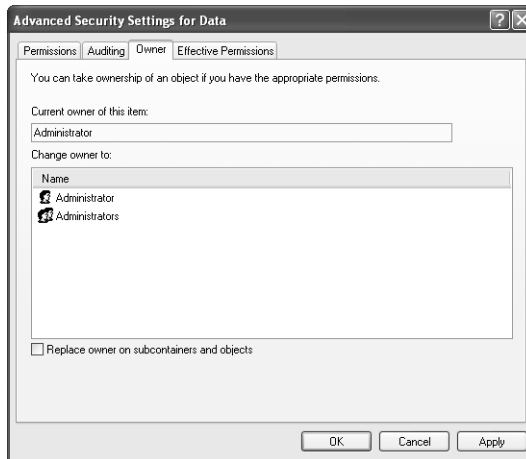 Advanced Security Settings for Data
Permissions Auditing Owner Effective Permissions
You can take ownership of an object if you have the appropriate permissions.
Current owner of this item:
Administrator
Change owner to:
Name
Administrator
Administrators
Replace owner on subcontainers and objects
OK Cancel Apply